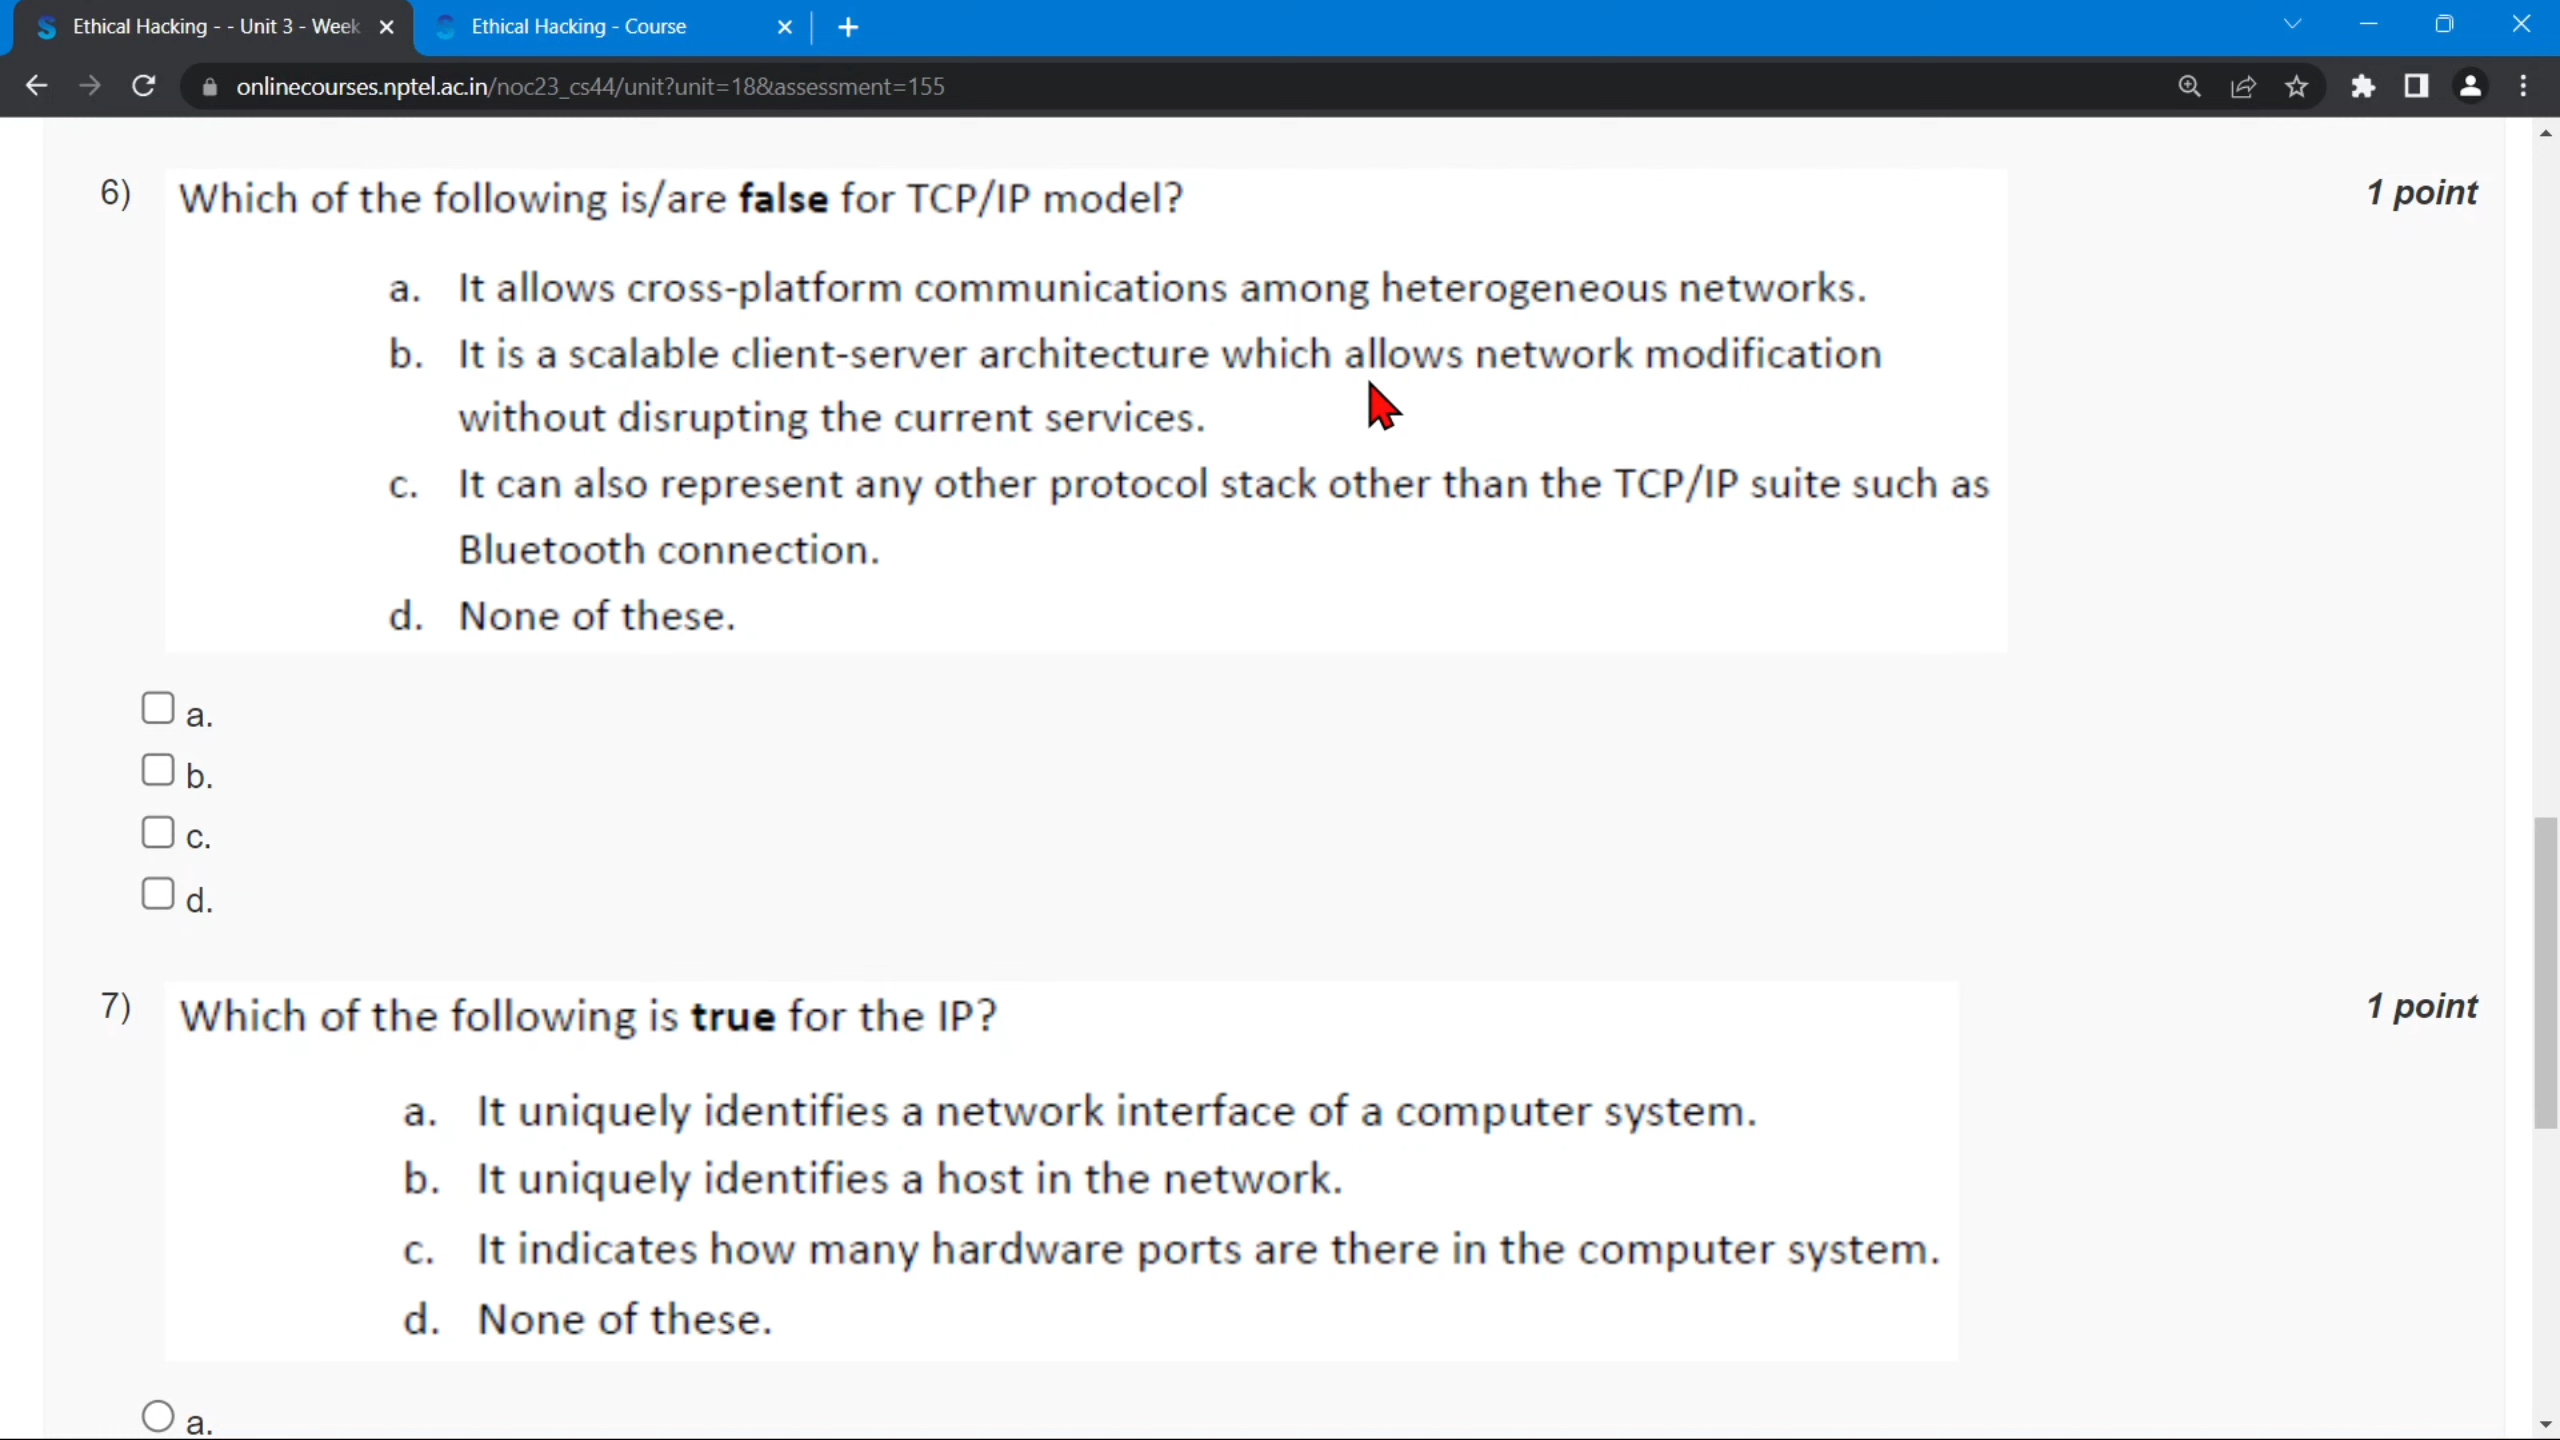 Ethical Hacking - - Unit 3 - Week
Ethical Hacking - Course
onlinecourses.nptel.ac.in/noc23_cs44/unit?unit=18&assessment=155
6) Which of the following is/are false for TCP/IP model? 1 point
a. It allows cross-platform communications among heterogeneous networks.
b. It is a scalable client-server architecture which allows network modification
without disrupting the current services.
c. It can also represent any other protocol stack other than the TCP/IP suite such as
Bluetooth connection.
d. None of these.
a.
b.
c.
d.
7) Which of the following is true for the IP? 1 point
a. It uniquely identifies a network interface of a computer system.
b. It uniquely identifies a host in the network.
c. It indicates how many hardware ports are there in the computer system.
d. None of these.
a.